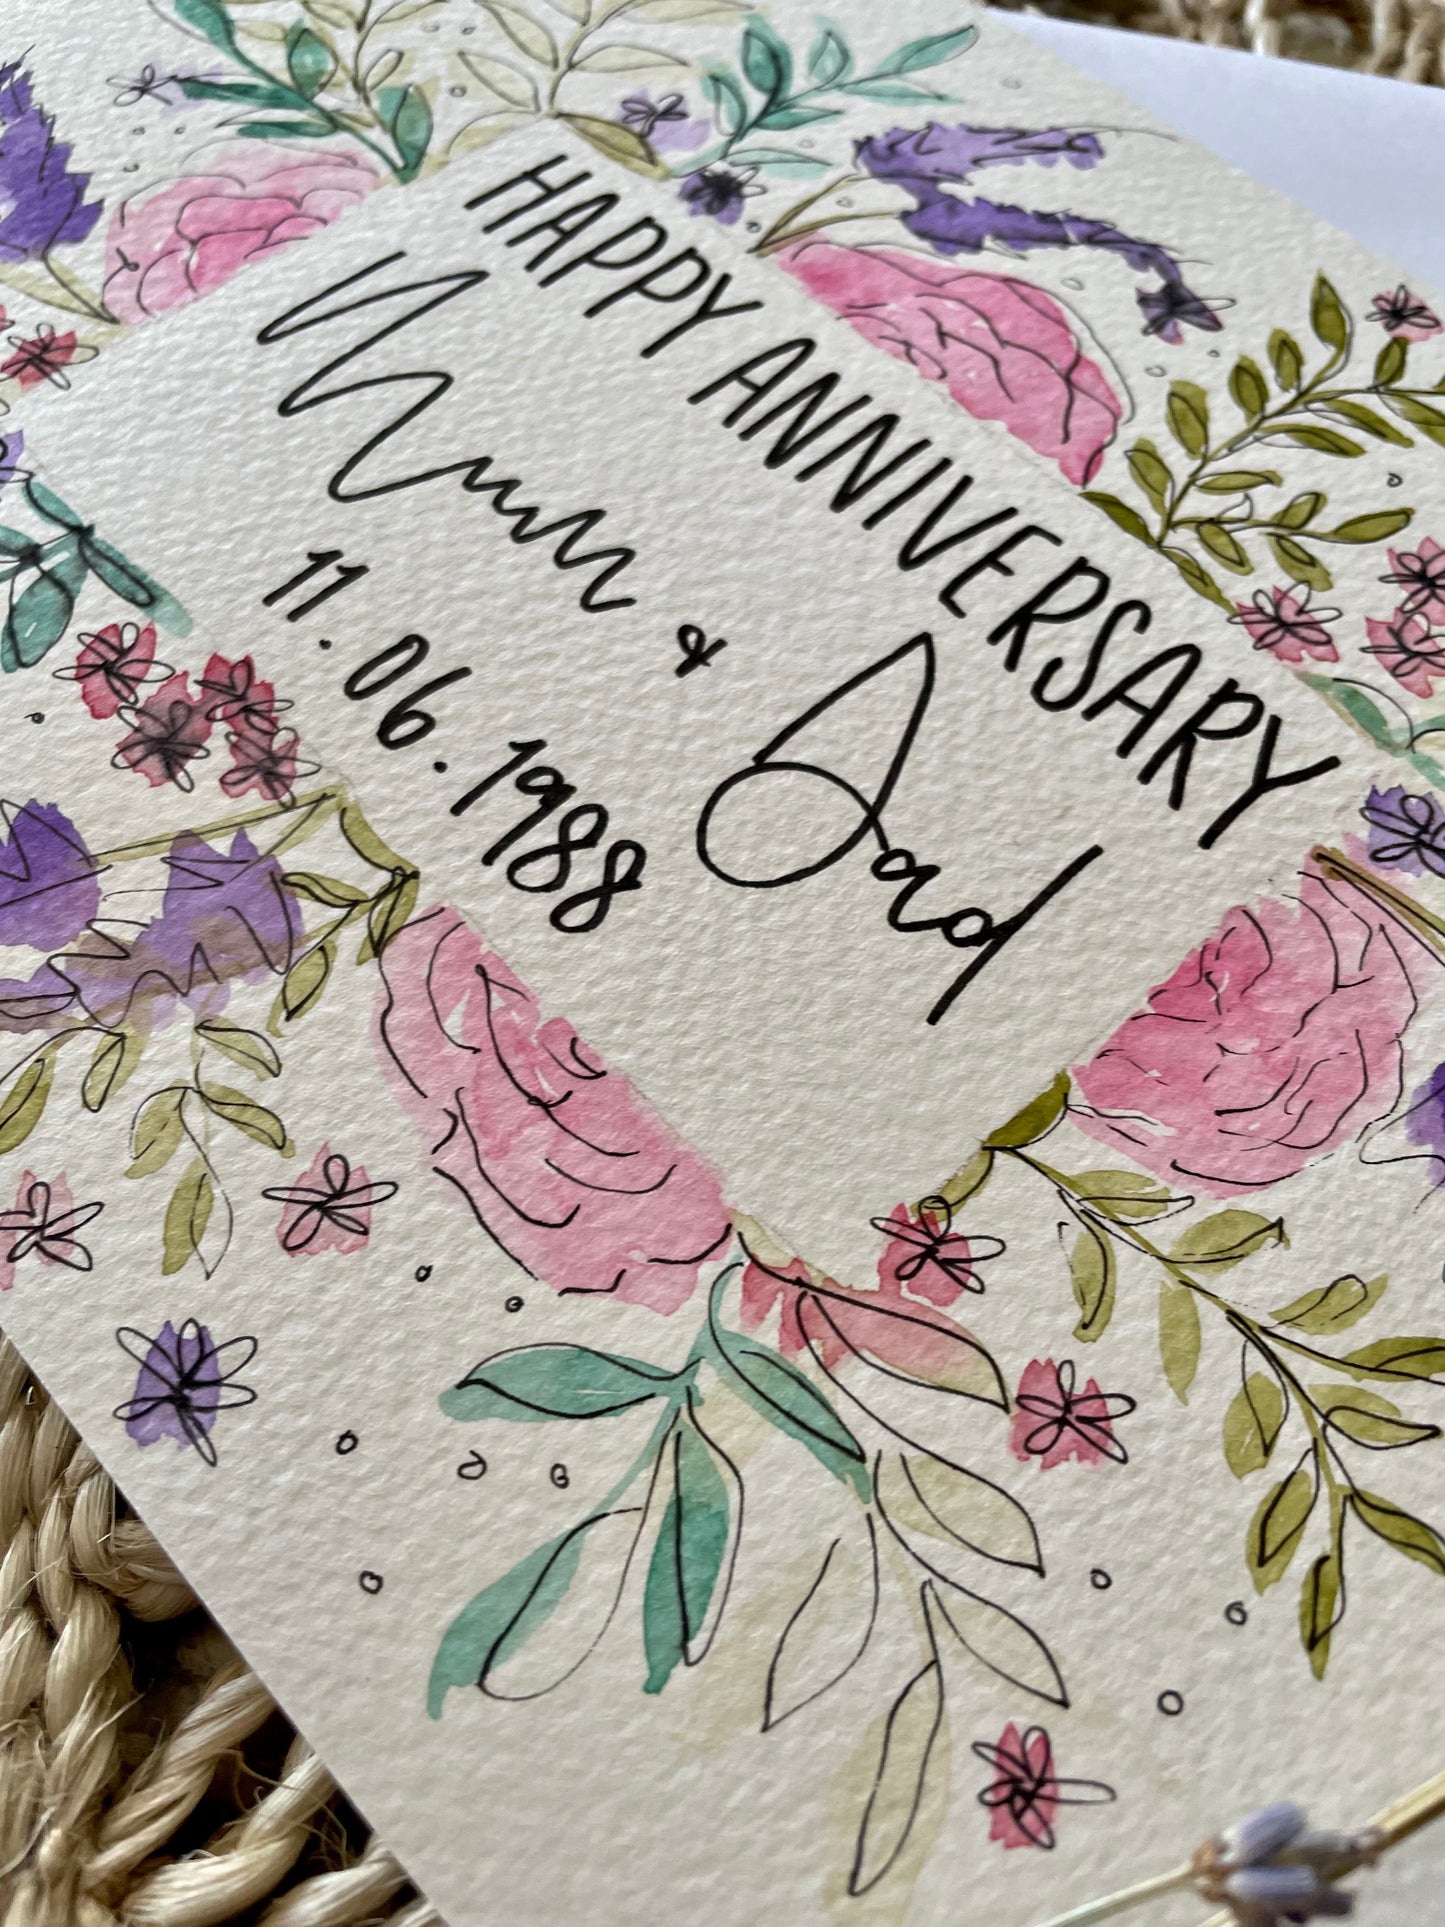 HAPPY ANNIVERSARY
Mum & Dad
11.06.1988